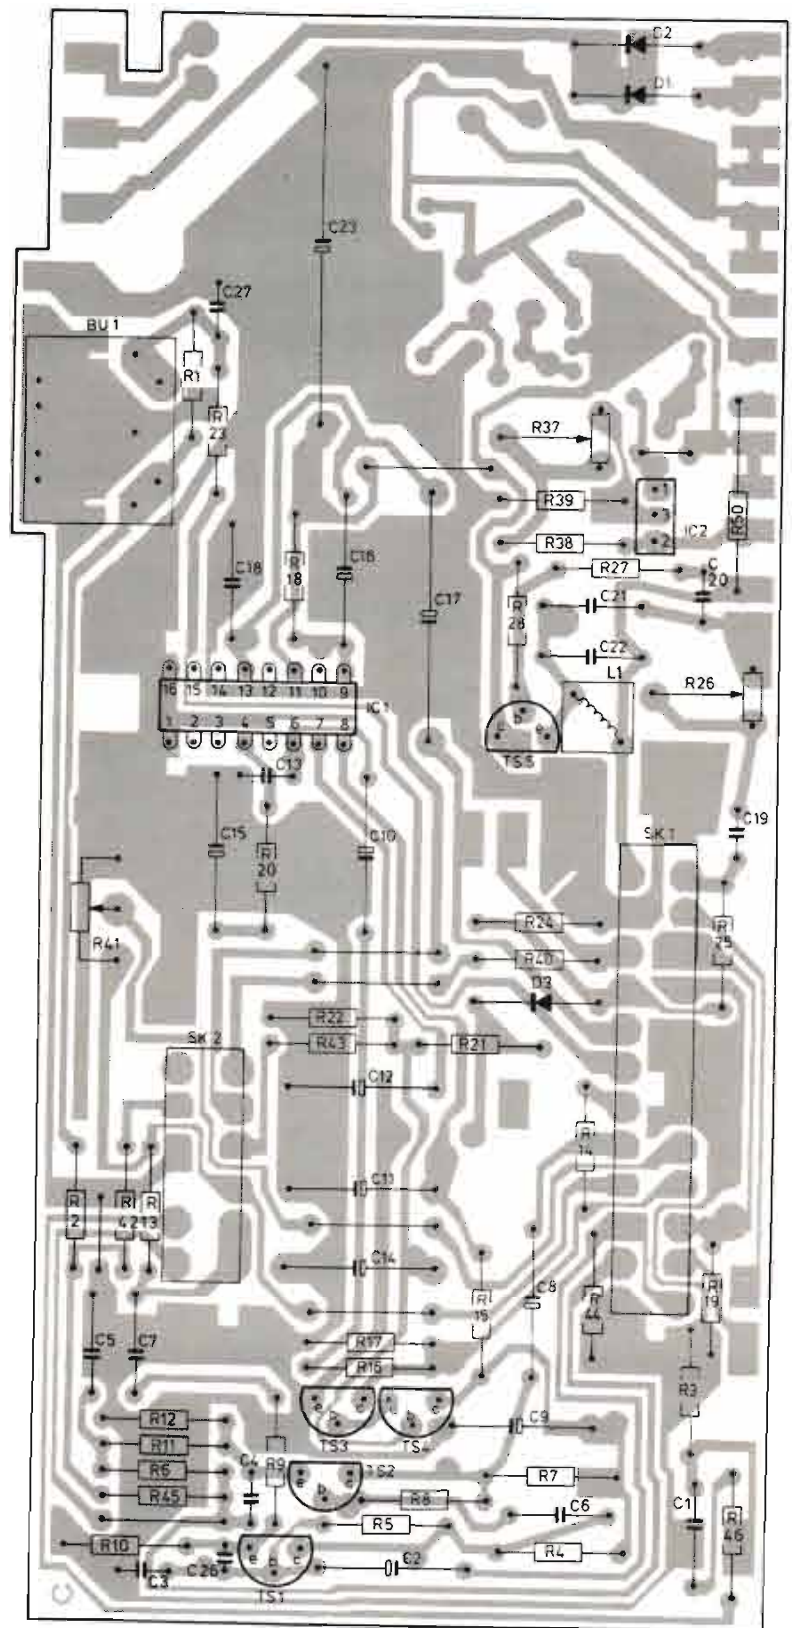 D2
D1
C23
C27
BU1
R1
R 23
R37
R39
1
3
2
IC2
R50
R38
C18
R 18
C16
R27
C 20
C17
R 28
C21
C22
L1
R26
16 15 14 13 12 11 10 9
1 2 3 4 5 6 7 8
IC1
b
TS5
C13
C15
R 20
C10
C19
SK1
R41
R24
R 25
R40
D3
R22
SK2
R43
R21
C12
R 14
C11
R 2
R 42
R 13
C14
R 15
C8
R 44
R 19
C5
C7
R17
R16
R3
e b c
TS3
c b e
TS4
R12
C9
R11
R9
R6
C4
TS2
e b c
R7
R45
R8
C6
C1
R 46
R5
R10
C26
e b c
R4
C3
C2
TS1